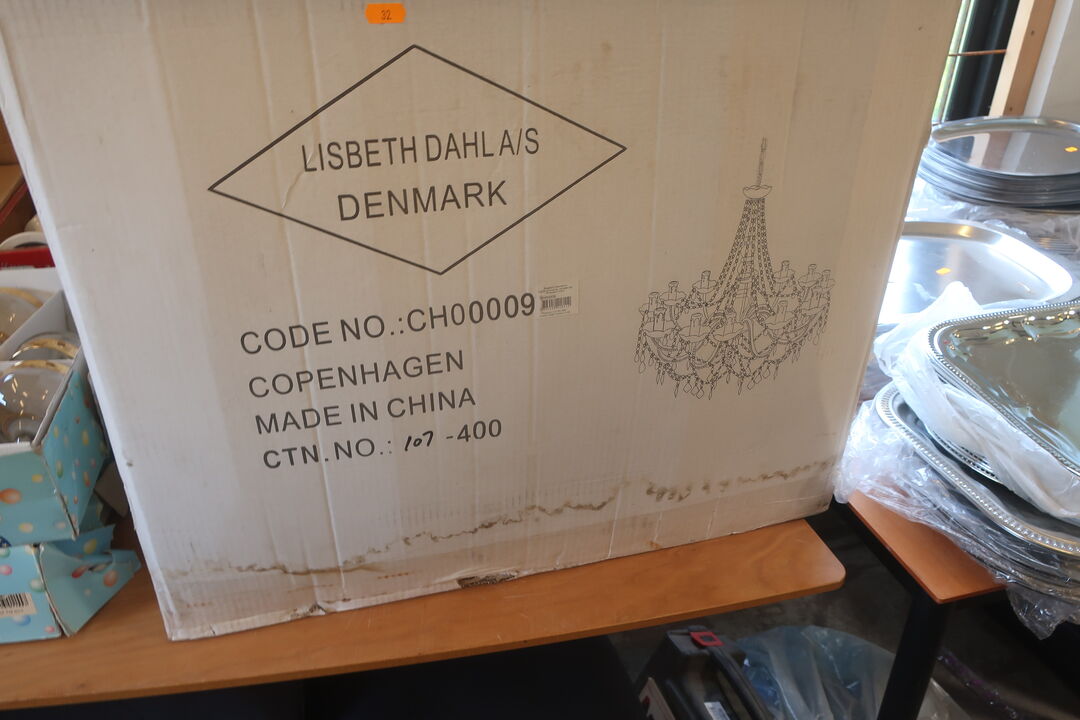 32
LISBETH DAHL A/S
DENMARK
CODE NO.:CH00009
COPENHAGEN
MADE IN CHINA
CTN.NO.: 107 -400